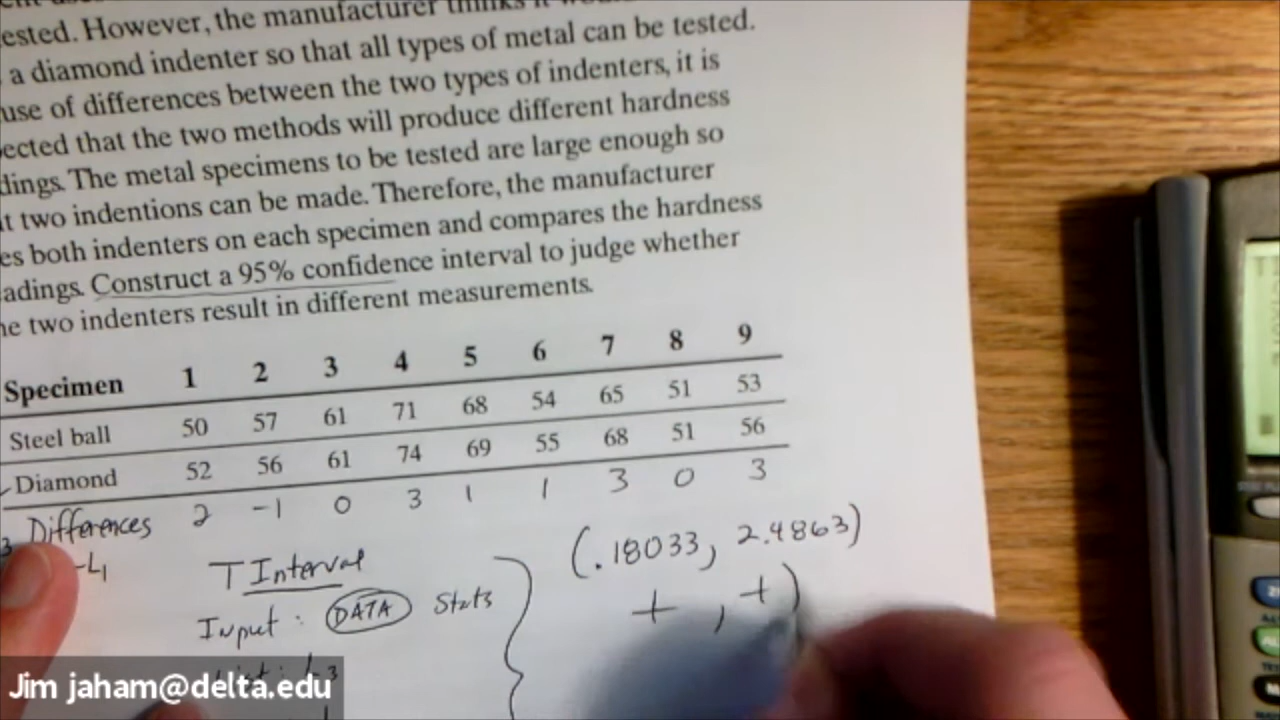 ested. However, the manufacturer thinks it
a diamond indenter so that all types of metal can be tested.
use of differences between the two types of indenters, it is
ected that the two methods will produce different hardness
dings. The metal specimens to be tested are large enough so
at two indentions can be made. Therefore, the manufacturer
es both indenters on each specimen and compares the hardness
adings. Construct a 95% confidence interval to judge whether
he two indenters result in different measurements.
Specimen 1 2 3 4 5 6 7 8 9
Steel ball 50 57 61 71 68 54 65 51 53
Diamond 52 56 61 74 69 55 68 51 56
3 Differences 2 -1 0 3 1 1 3 0 3
-L1
T Interval
(.18033, 2.4863)
Input: DATA Stats
+, +)
Jim jaham@delta.edu